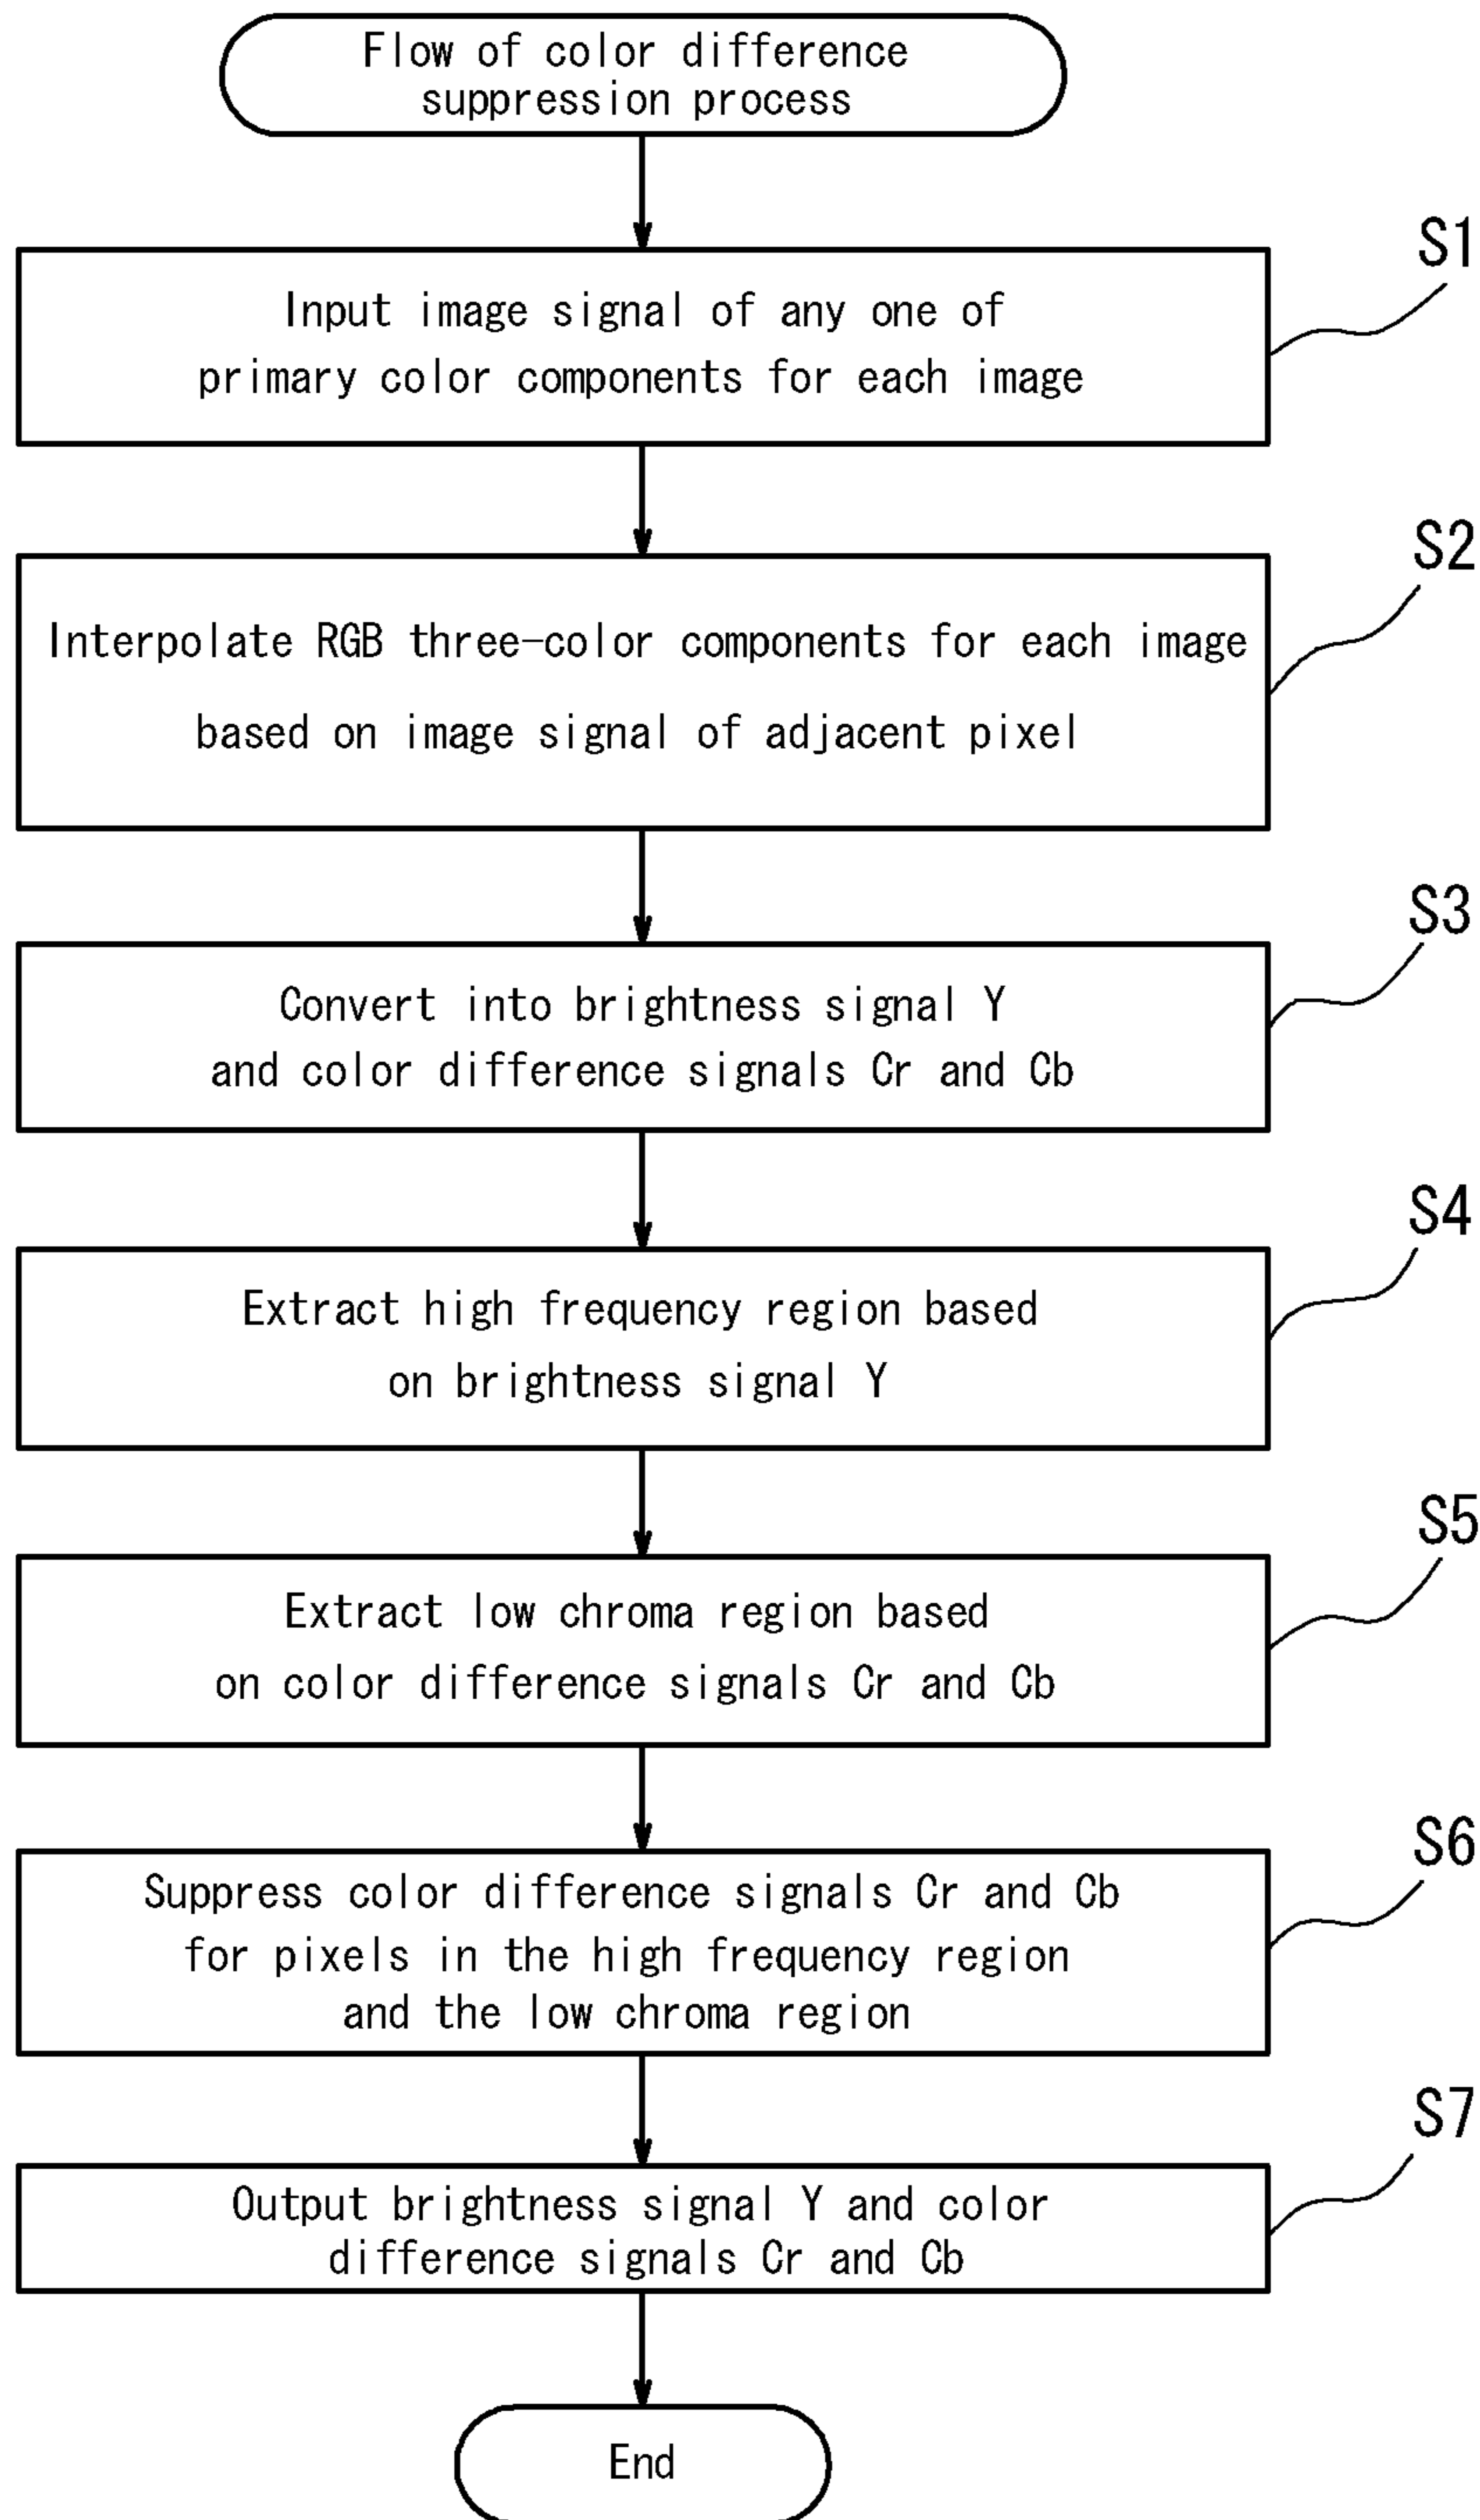 Flow of color difference
suppression process
S1
Input image signal of any one of
primary color components for each image
S2
Interpolate RGB three-color components for each image
based on image signal of adjacent pixel
S3
Convert into brightness signal Y
and color difference signals Cr and Cb
S4
Extract high frequency region based
on brightness signal Y
S5
Extract low chroma region based
on color difference signals Cr and Cb
S6
Suppress color difference signals Cr and Cb
for pixels in the high frequency region
and the low chroma region
S7
Output brightness signal Y and color
difference signals Cr and Cb
End